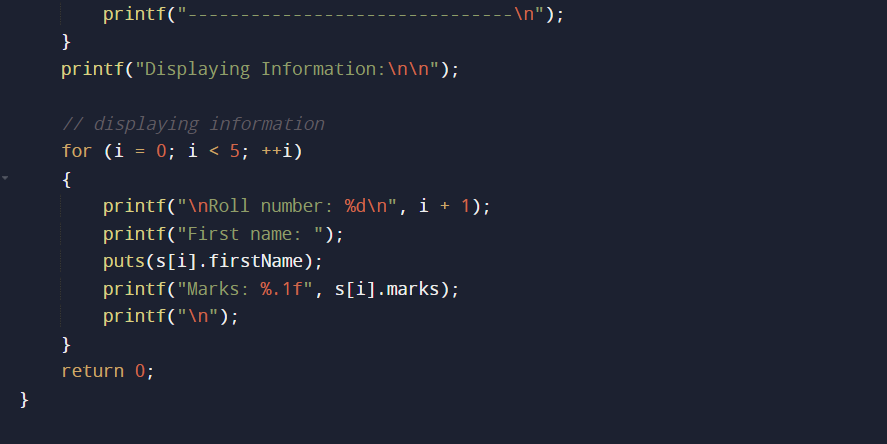 printf("-------------------------------\n");
    }
    printf("Displaying Information:\n\n");

    // displaying information
    for (i = 0; i < 5; ++i)
    {
        printf("\nRoll number: %d\n", i + 1);
        printf("First name: ");
        puts(s[i].firstName);
        printf("Marks: %.1f", s[i].marks);
        printf("\n");
    }
    return 0;
}